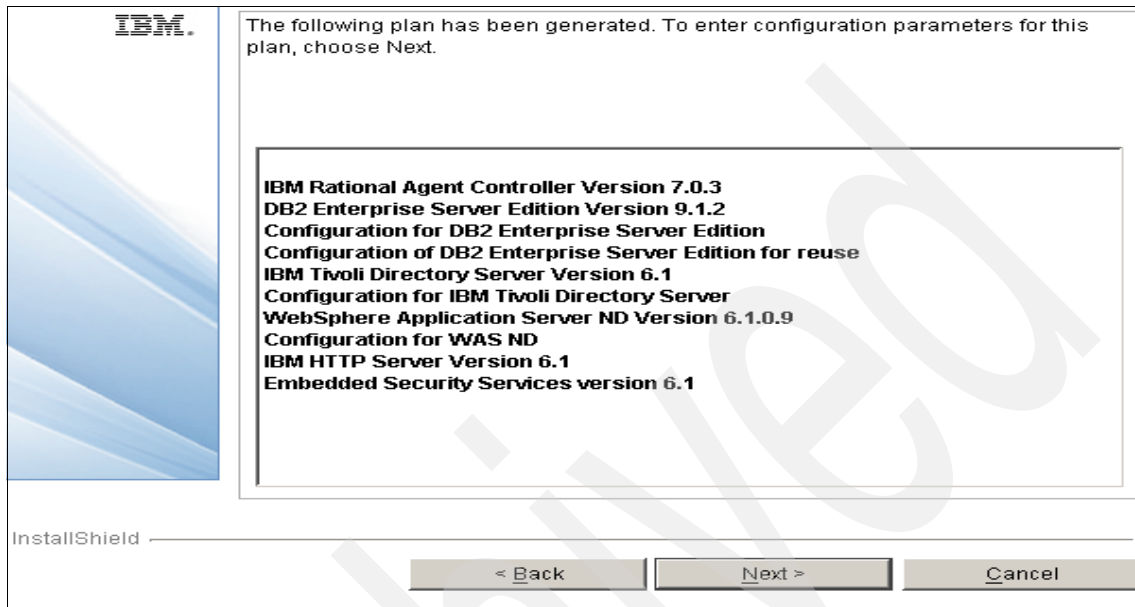 IBM.
The following plan has been generated. To enter configuration parameters for this
plan, choose Next.
IBM Rational Agent Controller Version 7.0.3
DB2 Enterprise Server Edition Version 9.1.2
Configuration for DB2 Enterprise Server Edition
Configuration of DB2 Enterprise Server Edition for reuse
IBM Tivoli Directory Server Version 6.1
Configuration for IBM Tivoli Directory Server
WebSphere Application Server ND Version 6.1.0.9
Configuration for WAS ND
IBM HTTP Server Version 6.1
Embedded Security Services version 6.1
InstallShield
< Back
Next >
Cancel